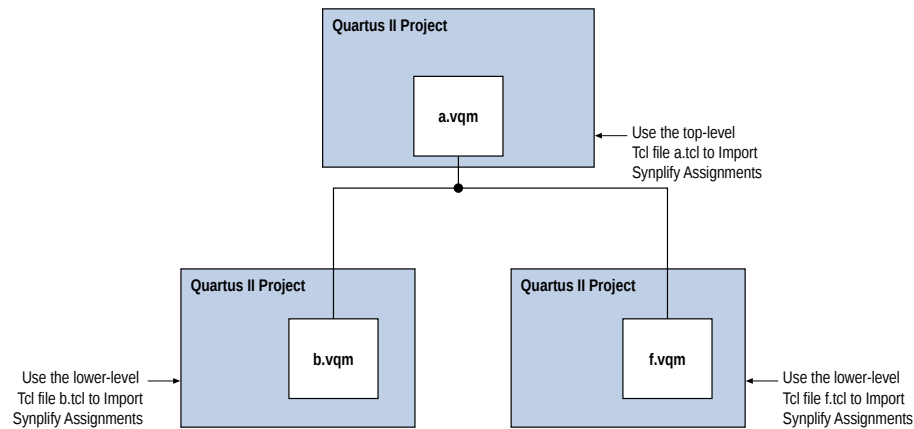 Quartus II Project
a.vqm
Use the top-level
Tcl file a.tcl to Import
Synplify Assignments
Quartus II Project
b.vqm
Use the lower-level
Tcl file b.tcl to Import
Synplify Assignments
Quartus II Project
f.vqm
Use the lower-level
Tcl file f.tcl to Import
Synplify Assignments